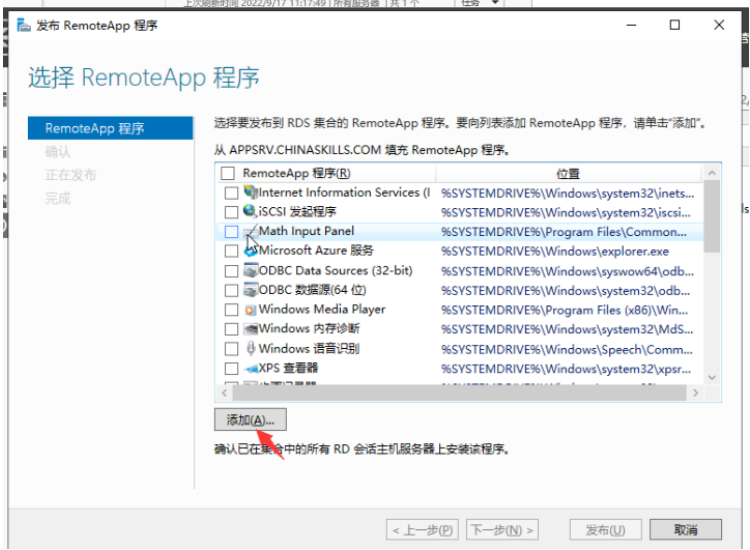 上次刷新时间 2022/9/17 11:17:49 | 所有服务器 | 共 1 个 任务
发布 RemoteApp 程序
选择 RemoteApp 程序
RemoteApp 程序
确认
正在发布
完成
选择要发布到 RDS 集合的 RemoteApp 程序。要向列表添加 RemoteApp 程序，请单击“添加”。
从 APPSRV.CHINASKILLS.COM 填充 RemoteApp 程序。
RemoteApp 程序(R) 位置
Internet Information Services (I %SYSTEMDRIVE%\Windows\system32\inets...
iSCSI 发起程序 %SYSTEMDRIVE%\Windows\system32\iscsi...
Math Input Panel %SYSTEMDRIVE%\Program Files\Common...
Microsoft Azure 服务 %SYSTEMDRIVE%\Windows\explorer.exe
ODBC Data Sources (32-bit) %SYSTEMDRIVE%\Windows\syswow64\odb...
ODBC 数据源(64 位) %SYSTEMDRIVE%\Windows\system32\odb...
Windows Media Player %SYSTEMDRIVE%\Program Files (x86)\Win...
Windows 内存诊断 %SYSTEMDRIVE%\Windows\system32\MdS...
Windows 语音识别 %SYSTEMDRIVE%\Windows\Speech\Comm...
XPS 查看器 %SYSTEMDRIVE%\Windows\system32\xpsr...
添加(A)...
确认已在集合中的所有 RD 会话主机服务器上安装该程序。
< 上一步(P) 下一步(N) > 发布(U) 取消